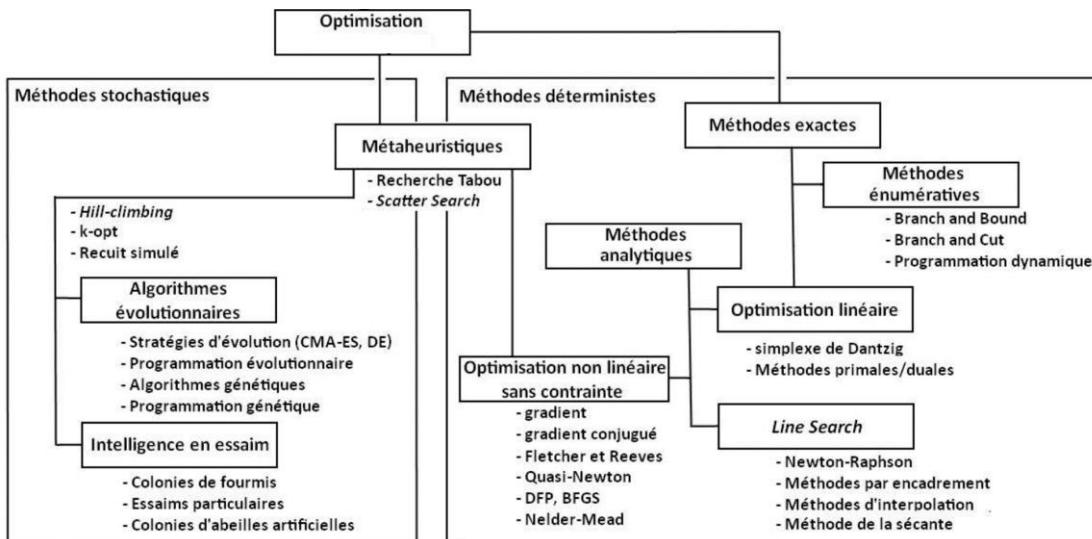 Optimisation
Méthodes stochastiques
Méthodes déterministes
Métaheuristiques
- Recherche Tabou
- Scatter Search
- Hill-climbing
- k-opt
- Recuit simulé
Algorithmes
évolutionnaires
- Stratégies d'évolution (CMA-ES, DE)
- Programmation évolutionnaire
- Algorithmes génétiques
- Programmation génétique
Intelligence en essaim
- Colonies de fourmis
- Essaims particulaires
- Colonies d'abeilles artificielles
Méthodes exactes
Méthodes
énumératives
- Branch and Bound
- Branch and Cut
- Programmation dynamique
Méthodes
analytiques
Optimisation linéaire
- simplexe de Dantzig
- Méthodes primales/duales
Optimisation non linéaire
sans contrainte
- gradient
- gradient conjugué
- Fletcher et Reeves
- Quasi-Newton
- DFP, BFGS
- Nelder-Mead
Line Search
- Newton-Raphson
- Méthodes par encadrement
- Méthodes d'interpolation
- Méthode de la sécante